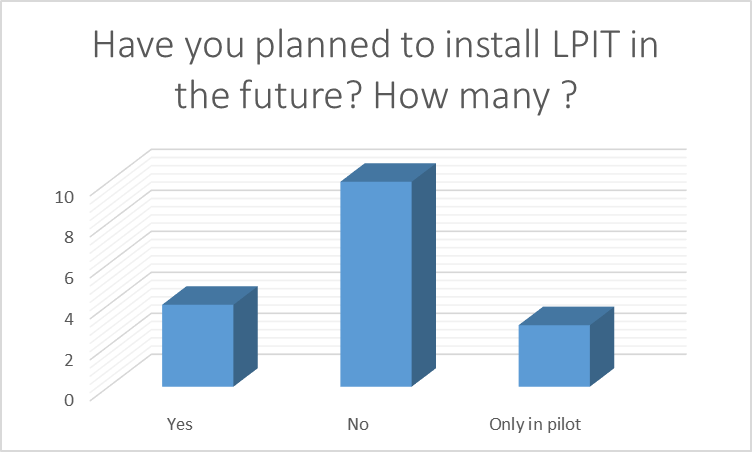 Have you planned to install LPIT in
the future? How many ?
10
8
6
4
2
0
Yes No Only in pilot